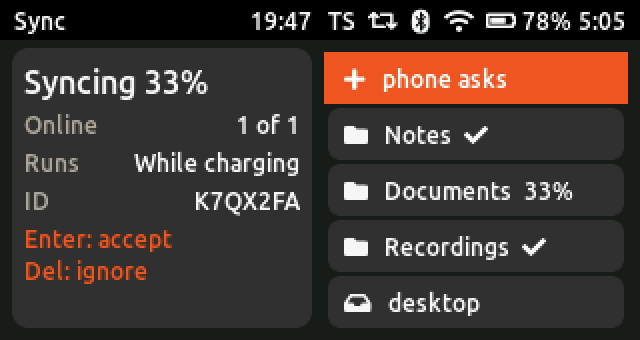 Sync 19:47 TS 78% 5:05
Syncing 33%
Online 1 of 1
Runs While charging
ID K7QX2FA
Enter: accept
Del: ignore
phone asks
Notes
Documents 33%
Recordings
desktop